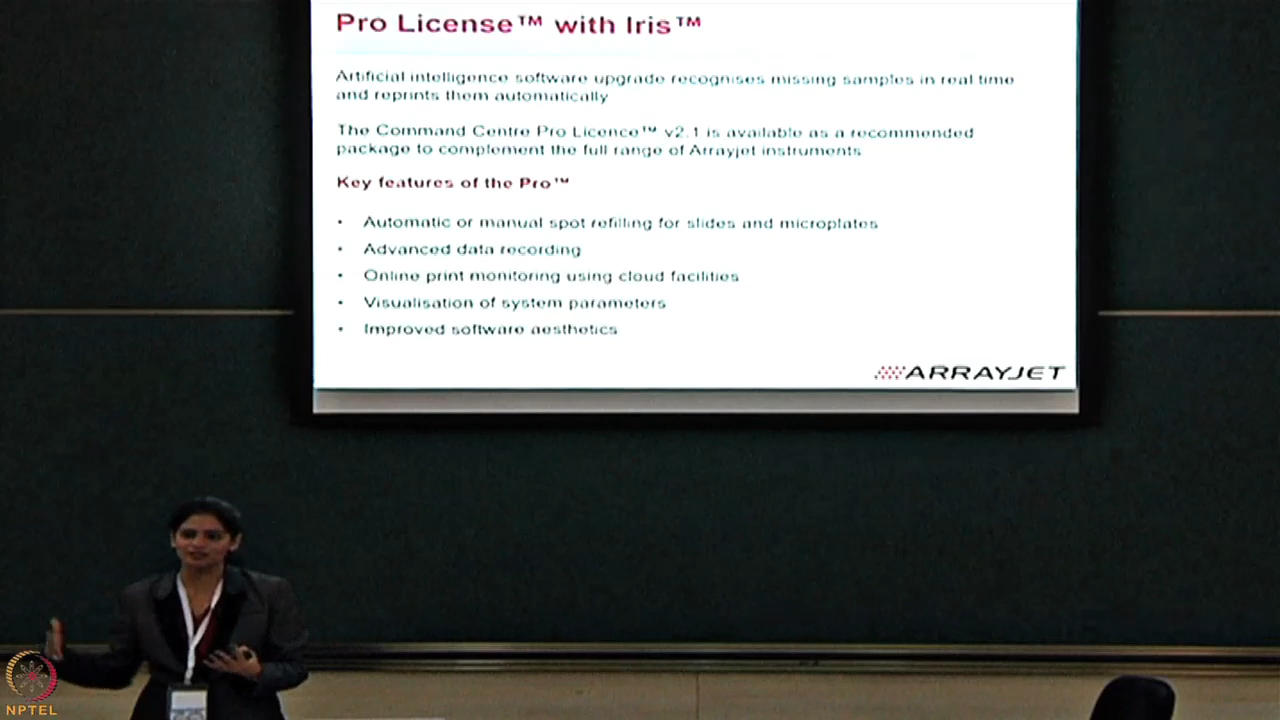 Pro License™ with Iris™
Artificial intelligence software upgrade recognises missing samples in real time
and reprints them automatically
The Command Centre Pro Licence™ v2.1 is available as a recommended
package to complement the full range of Arrayjet instruments
Key features of the Pro™
• Automatic or manual spot refilling for slides and microplates
• Advanced data recording
• Online print monitoring using cloud facilities
• Visualisation of system parameters
• Improved software aesthetics
ARRAYJET
NPTEL